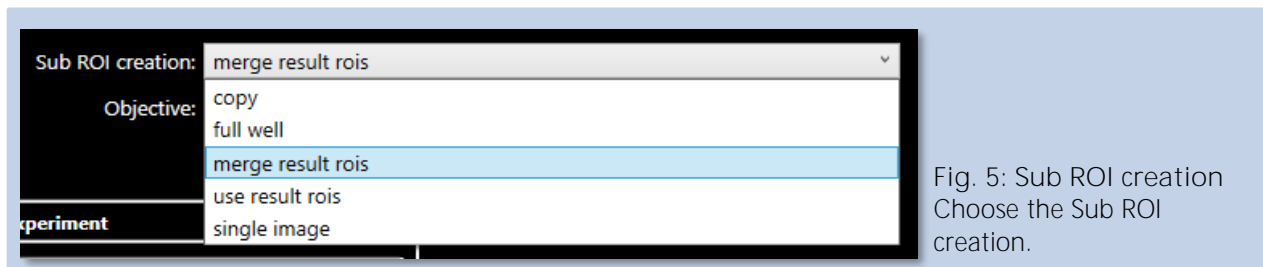 Sub ROI creation: merge result rois
Objective:
copy
full well
merge result rois
use result rois
single image
xperiment
Fig. 5: Sub ROI creation
Choose the Sub ROI
creation.